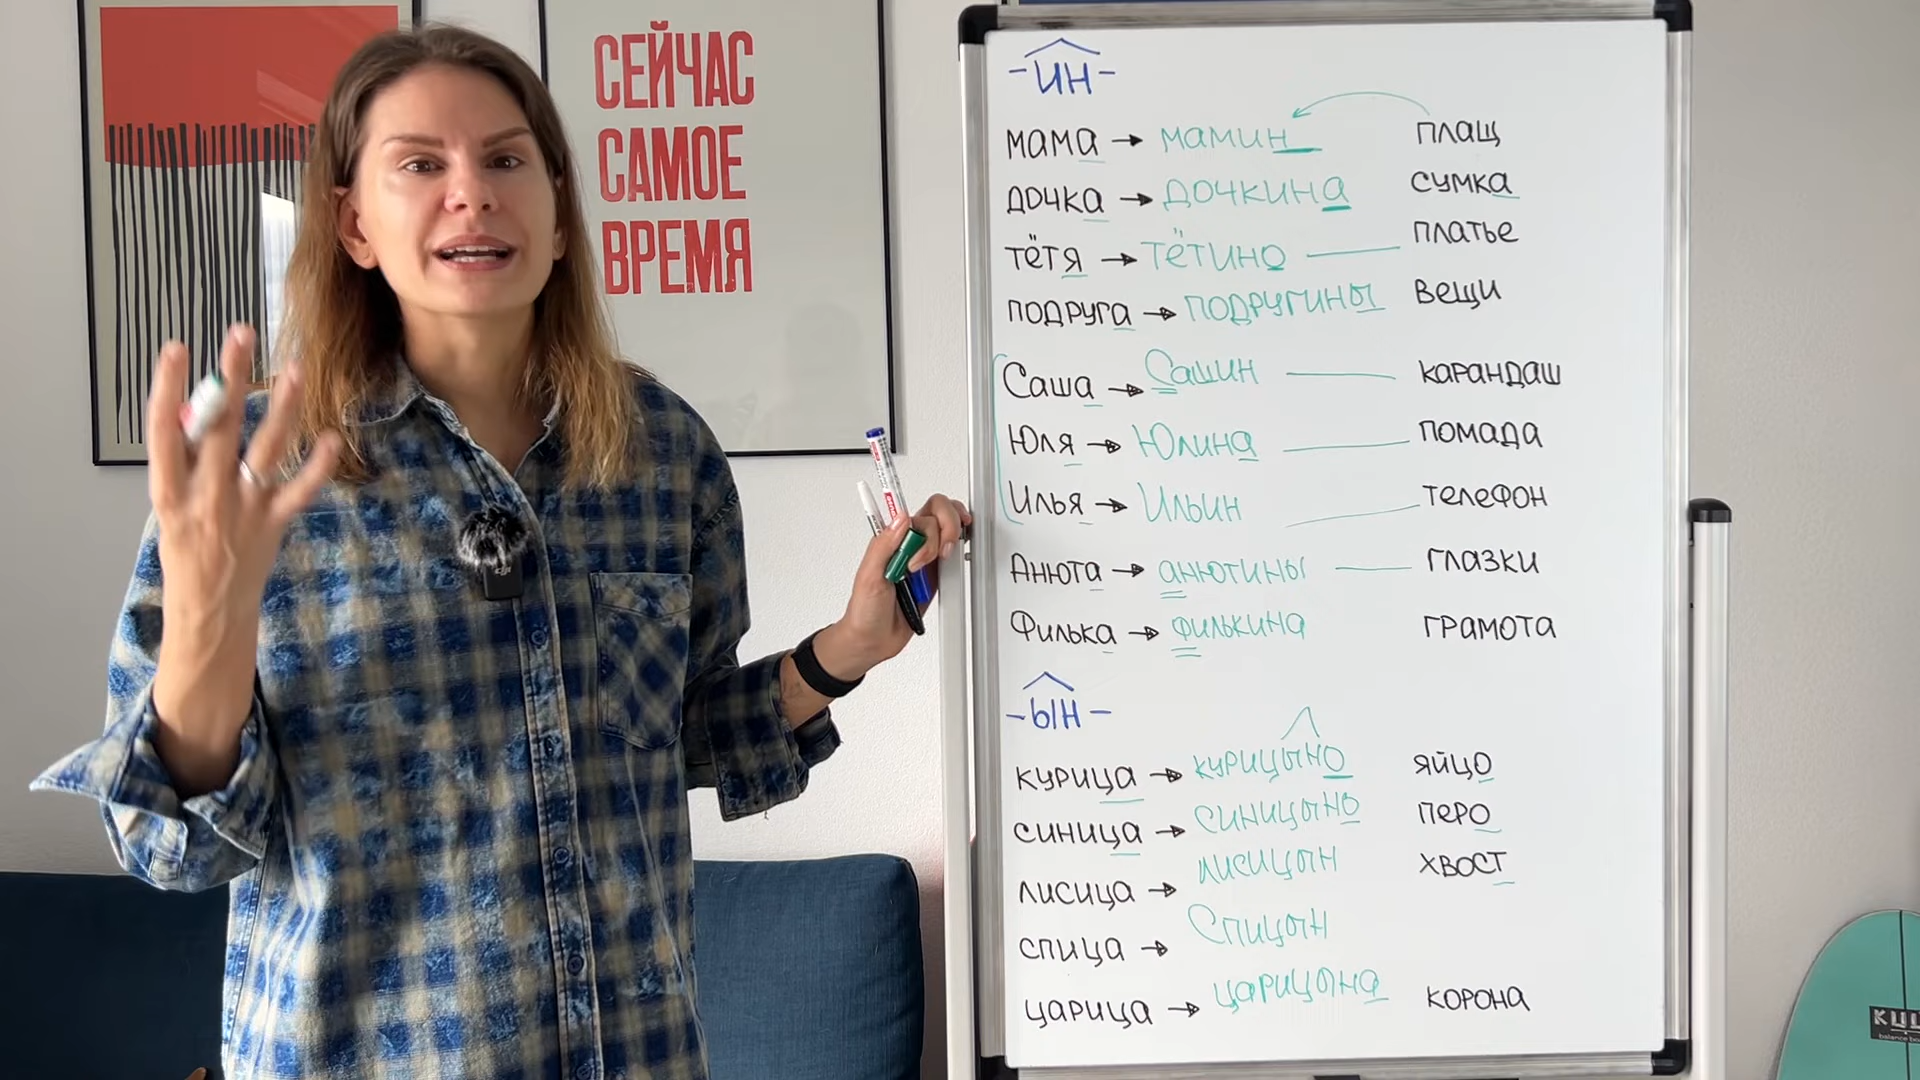 СЕЙЧАС
САМОЕ
ВРЕМЯ
-ИН-
мама → мамин плащ
дочка → дочкина сумка
тётя → тётино — платье
подруга → подругины вещи
Саша → Сашин — карандаш
Юля → Юлина — помада
Илья → Ильин — телефон
Анюта → анютины — глазки
Филька → филькина грамота
-ЫН-
курица → курицыно яйцо
синица → синицыно перо
лисица → лисицын хвост
спица → Спицын
царица → царицына корона